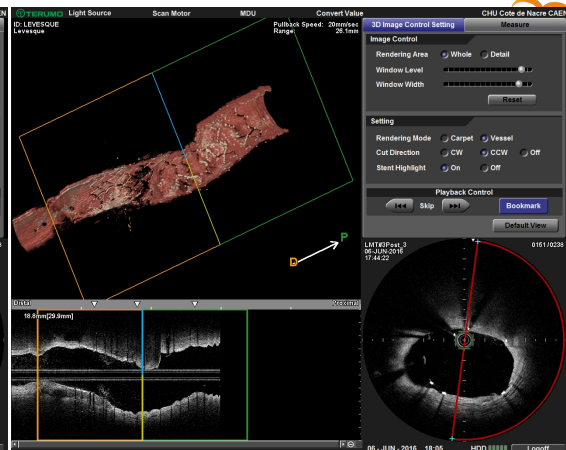 TERUMO Light Source Scan Motor MDU Convert Value CHU Cote de Nacre CAEN
ID: LEVESQUE
Levesque
Pullback Speed: 20mm/sec
Range: 26.1mm
3D Image Control Setting Measure
Image Control
Rendering Area Whole Detail
Window Level
Window Width
Reset
Setting
Rendering Mode Carpet Vessel
Cut Direction CW CCW Off
Stent Highlight On Off
Playback Control
Skip
Bookmark
Default View
D P
LMT#3Post_3 0151/0238
06-JUN-2016
17:44:22
Distal Proximal
16.8mm[29.9mm]
06 - JUN - 2016 18:05 HDD Logoff